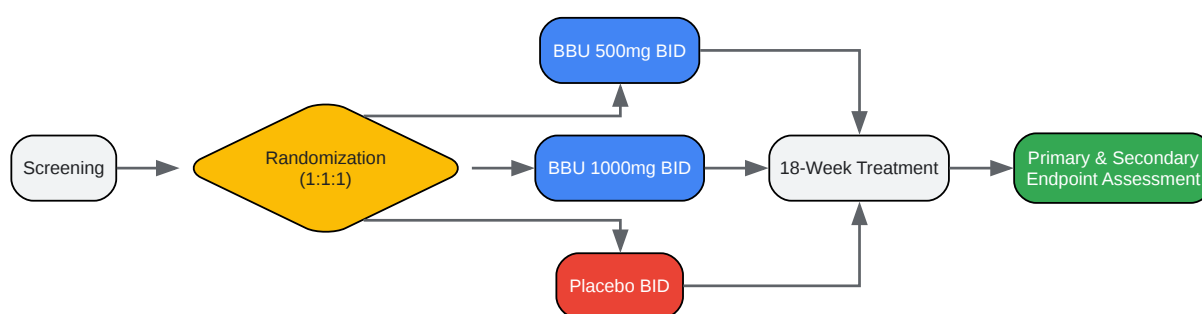 Screening
Randomization
(1:1:1)
BBU 500mg BID
BBU 1000mg BID
Placebo BID
18-Week Treatment
Primary & Secondary
Endpoint Assessment